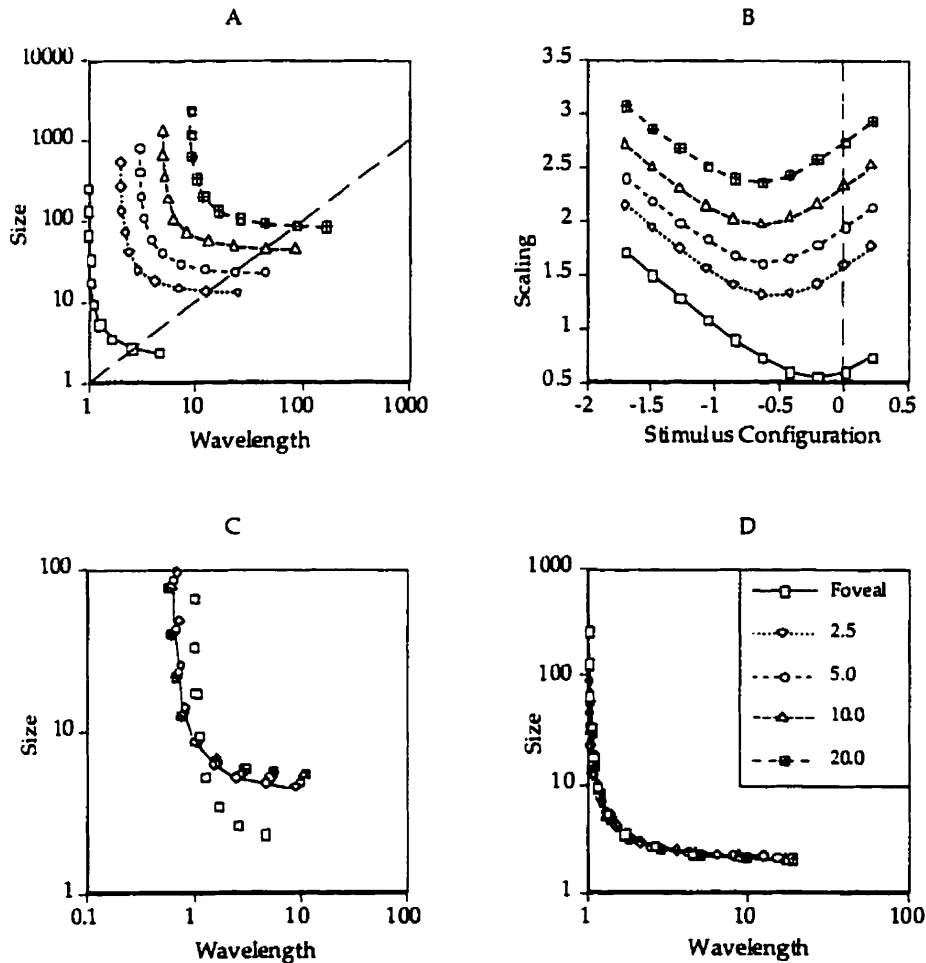 A
10000
1000
100
10
1
Size
1 10 100 1000
Wavelength
B
3.5
3
2.5
2
1.5
1
0.5
Scaling
-2 -1.5 -1 -0.5 0 0.5
Stimulus Configuration
C
100
10
1
Size
0.1 1 10 100
Wavelength
D
1000
100
10
1
Size
1 10 100
Wavelength
Foveal
2.5
5.0
10.0
20.0